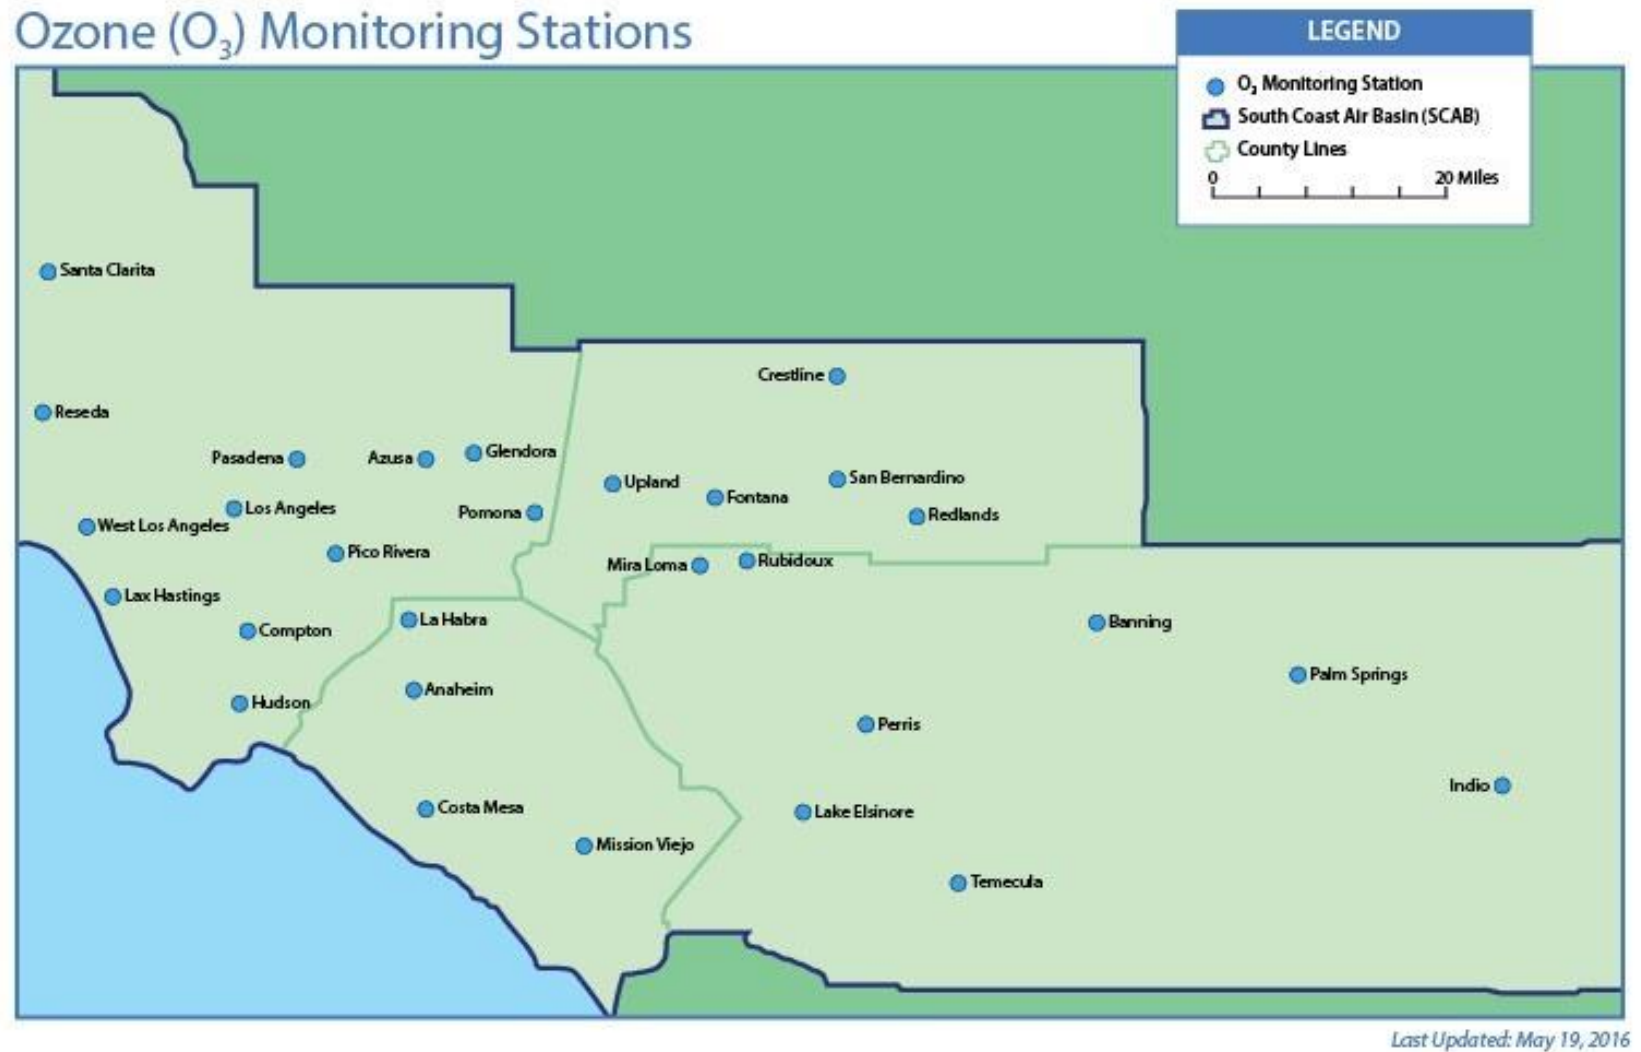 Ozone (O₃) Monitoring Stations
LEGEND
O₃ Monitoring Station
South Coast Air Basin (SCAB)
County Lines
0 20 Miles
Santa Clarita
Crestline
Reseda
Pasadena
Azusa
Glendora
Upland
Fontana
San Bernardino
Los Angeles
Pomona
Redlands
West Los Angeles
Pico Rivera
Mira Loma
Rubidoux
Lax Hastings
La Habra
Compton
Banning
Palm Springs
Anaheim
Hudson
Perris
Indio
Costa Mesa
Lake Elsinore
Mission Viejo
Temecula
Last Updated: May 19, 2016